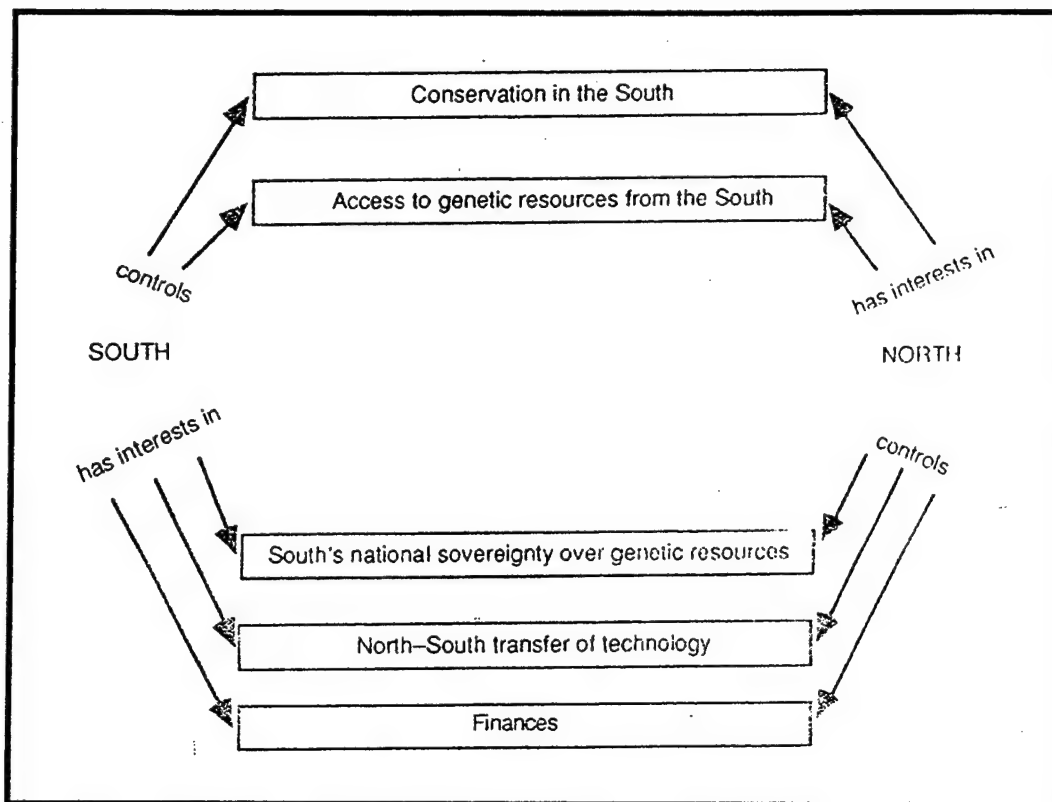 Conservation in the South
Access to genetic resources from the South
controls
has interests in
SOUTH
NORTH
has interests in
controls
South's national sovereignty over genetic resources
North–South transfer of technology
Finances